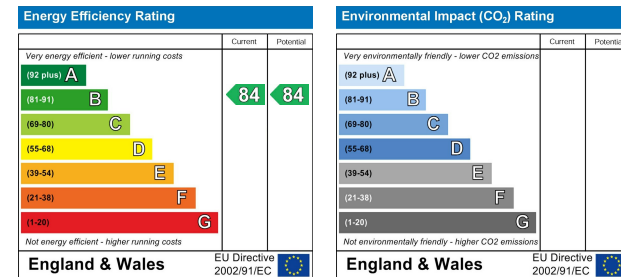 Energy Efficiency Rating
Current Potential
Very energy efficient - lower running costs
(92 plus) A
(81-91) B
84 84
(69-80) C
(55-68) D
(39-54) E
(21-38) F
(1-20) G
Not energy efficient - higher running costs
England & Wales
EU Directive
2002/91/EC
Environmental Impact (CO₂) Rating
Current Potentia
Very environmentally friendly - lower CO2 emissions
(92 plus) A
(81-91) B
(69-80) C
(55-68) D
(39-54) E
(21-38) F
(1-20) G
Not environmentally friendly - higher CO2 emissions
England & Wales
EU Directive
2002/91/EC